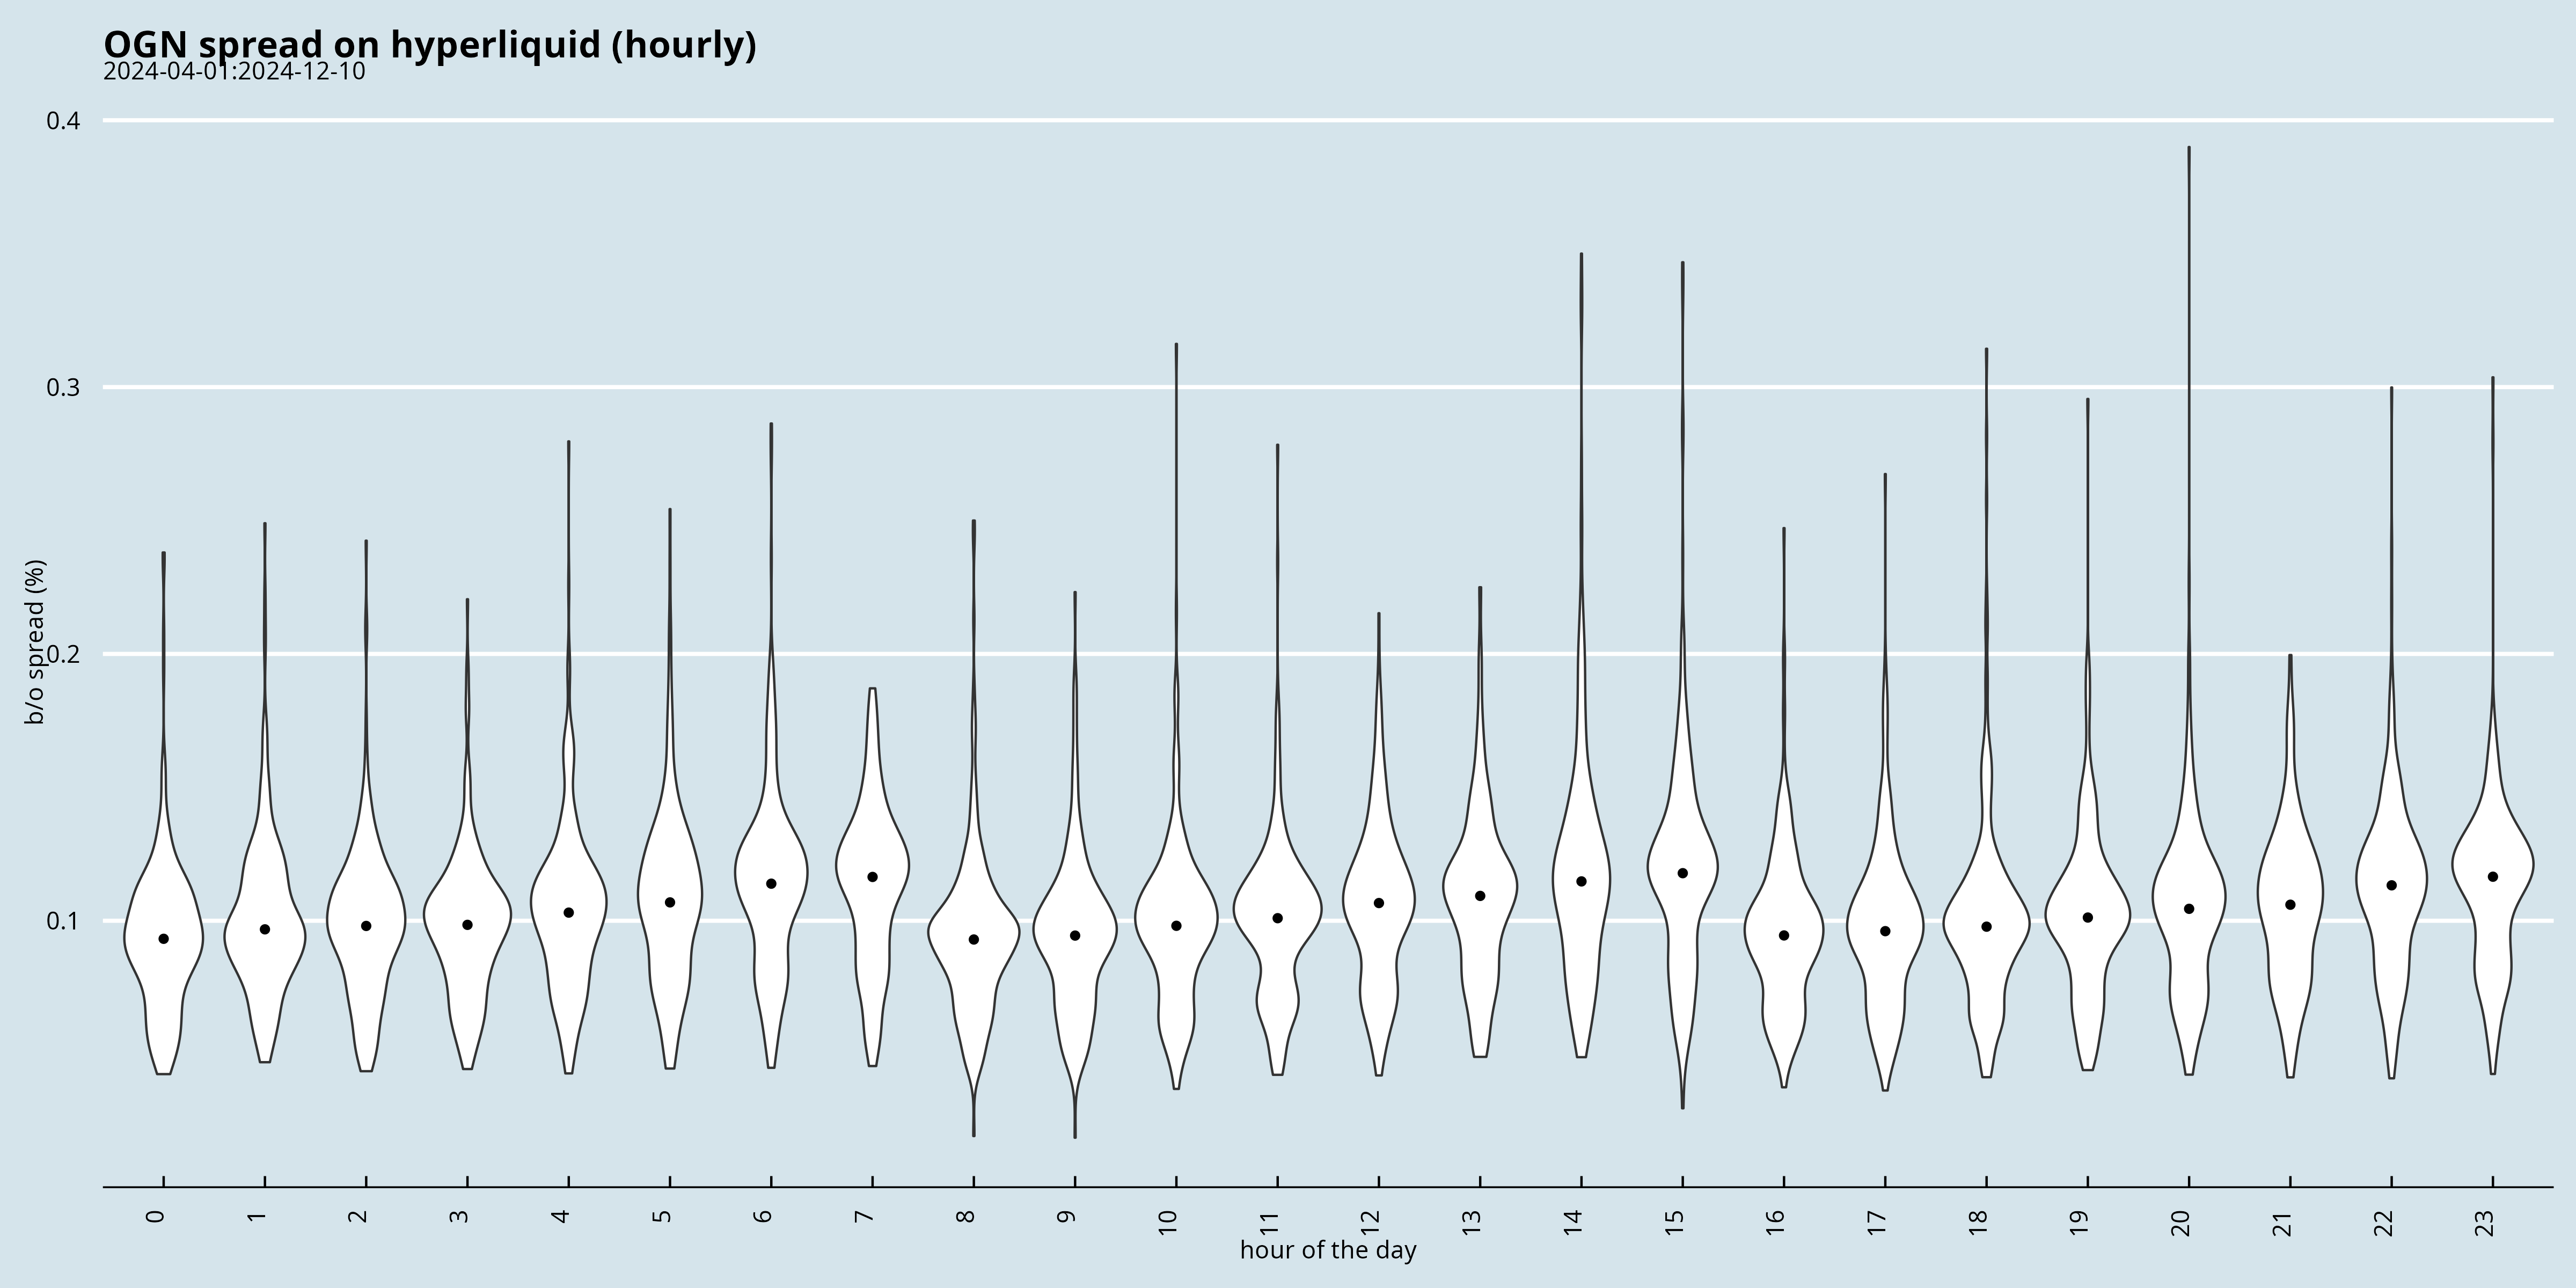 OGN spread on hyperliquid (hourly)
2024-04-01:2024-12-10
0.4
0.3
0.2
0.1
b/o spread (%)
0 1 2 3 4 5 6 7 8 9 10 11 12 13 14 15 16 17 18 19 20 21 22 23
hour of the day